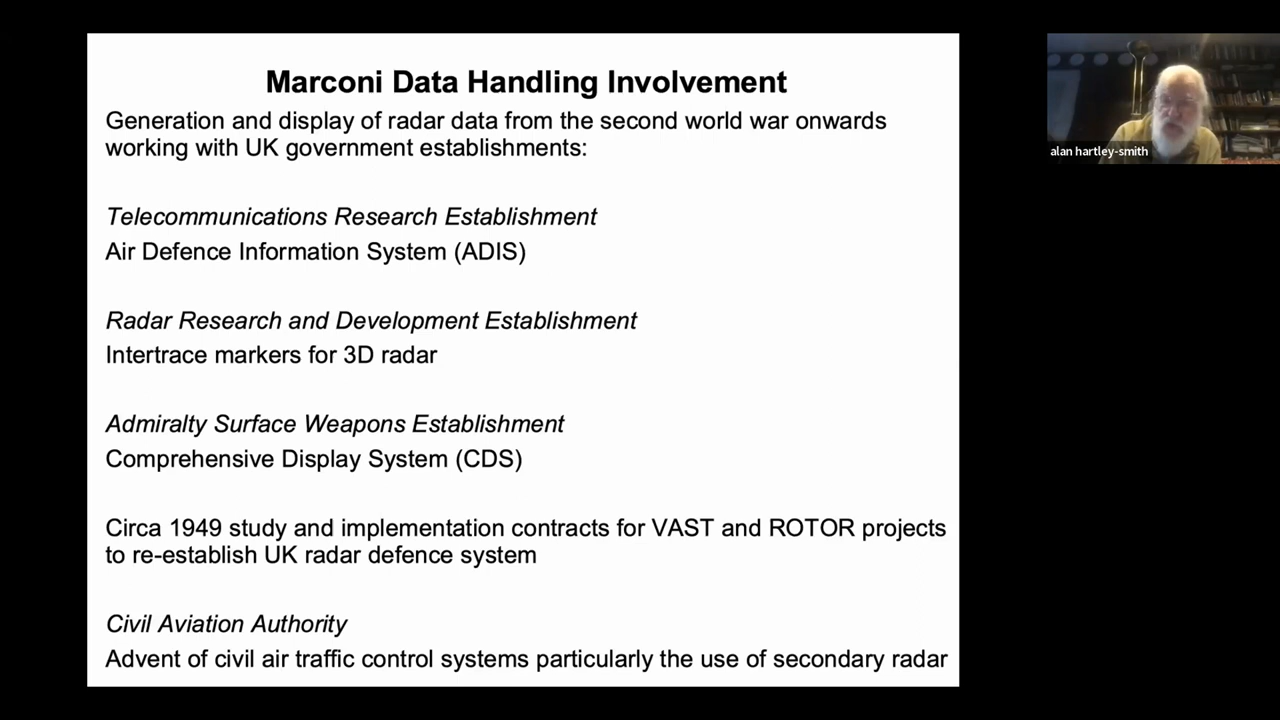 Marconi Data Handling Involvement
Generation and display of radar data from the second world war onwards
working with UK government establishments:
Telecommunications Research Establishment
Air Defence Information System (ADIS)
Radar Research and Development Establishment
Intertrace markers for 3D radar
Admiralty Surface Weapons Establishment
Comprehensive Display System (CDS)
Circa 1949 study and implementation contracts for VAST and ROTOR projects
to re-establish UK radar defence system
Civil Aviation Authority
Advent of civil air traffic control systems particularly the use of secondary radar
alan hartley-smith